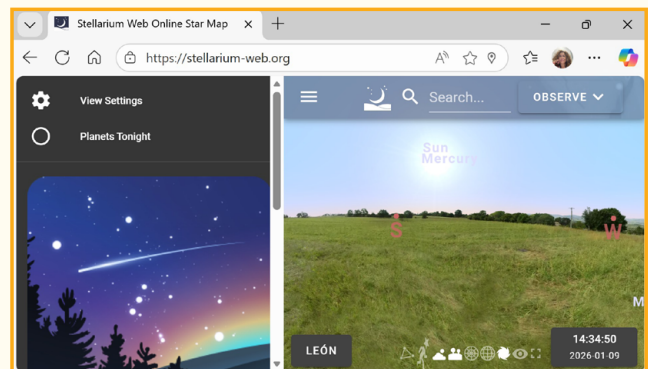 Stellarium Web Online Star Map
https://stellarium-web.org
View Settings
Planets Tonight
Search...
OBSERVE
Sun
Mercury
S
W
M
LEÓN
14:34:50
2026-01-09